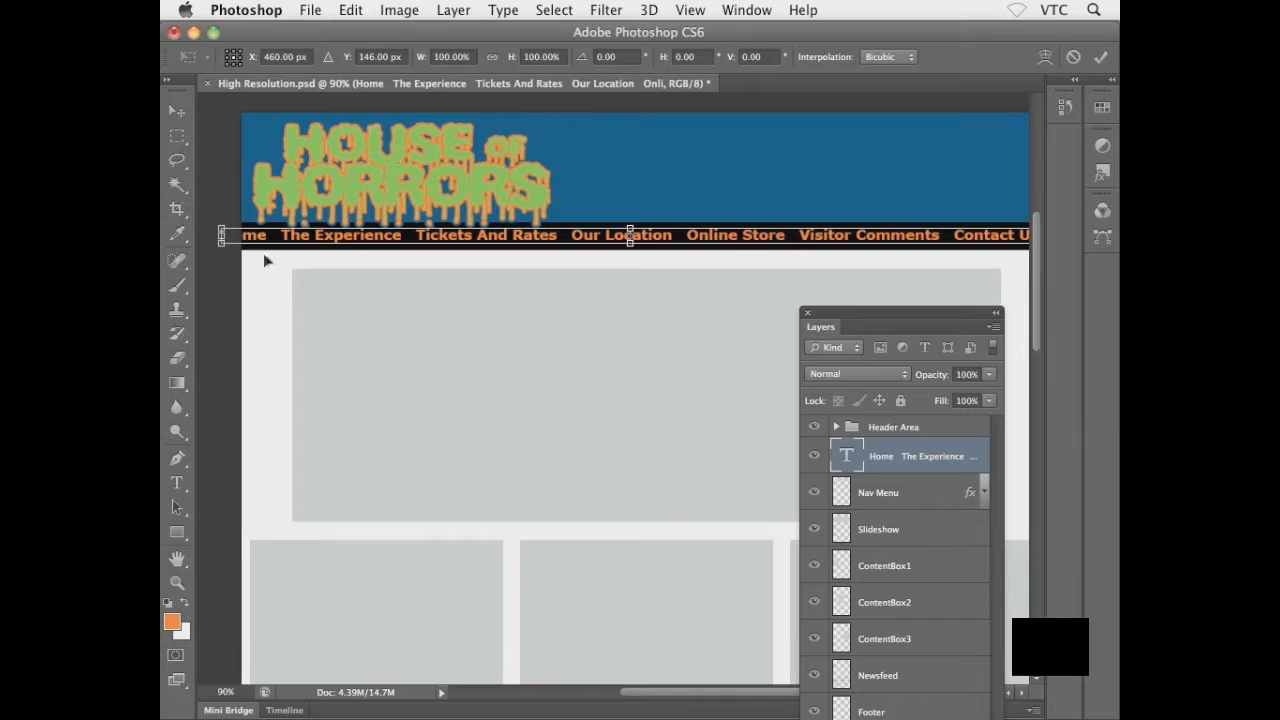 Photoshop File Edit Image Layer Type Select Filter 3D View Window Help VTC
Adobe Photoshop CS6
X: 460.00 px Y: 146.00 px W: 100.00% H: 100.00% 0.00 ° H: 0.00 ° V: 0.00 ° Interpolation: Bicubic
× High Resolution.psd @ 90% (Home The Experience Tickets And Rates Our Location Onli, RGB/8) *
HOUSE OF
HORRORS
me The Experience Tickets And Rates Our Location Online Store Visitor Comments Contact U
Layers
Kind
Normal Opacity: 100%
Lock: Fill: 100%
Header Area
T Home The Experience ...
Nav Menu fx
Slideshow
ContentBox1
ContentBox2
ContentBox3
Newsfeed
Footer
90% Doc: 4.39M/14.7M
Mini Bridge Timeline